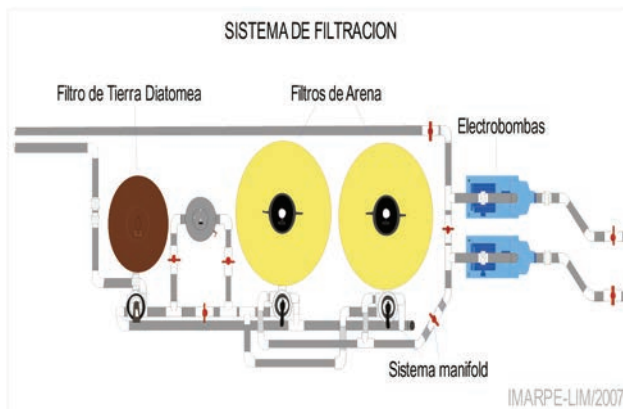 SISTEMA DE FILTRACION
Filtro de Tierra Diatomea
Filtros de Arena
Electrobombas
Sistema manifold
IMARPE-LIM/2007